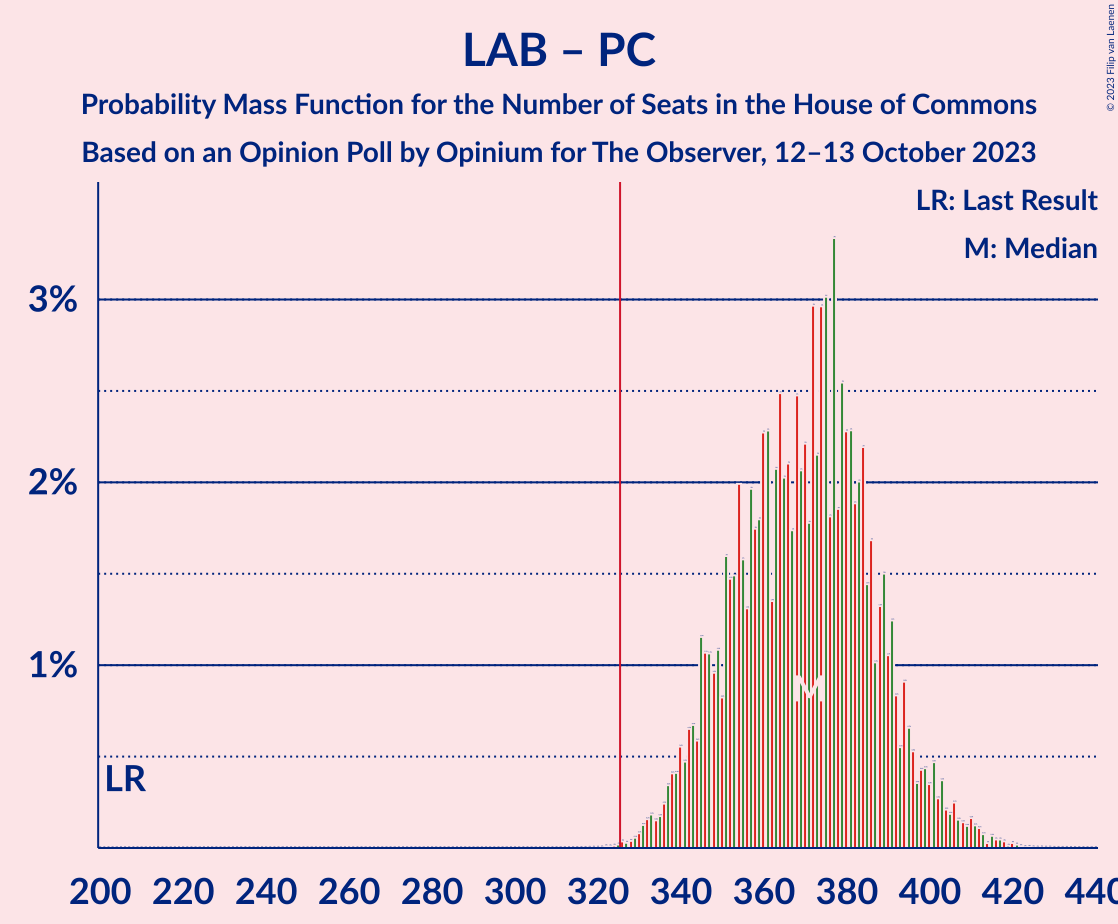 LAB – PC
Probability Mass Function for the Number of Seats in the House of Commons
Based on an Opinion Poll by Opinium for The Observer, 12–13 October 2023
© 2023 Filip van Laenen
LR: Last Result
M: Median
3%
2%
1%
M
LR
200 220 240 260 280 300 320 340 360 380 400 420 440